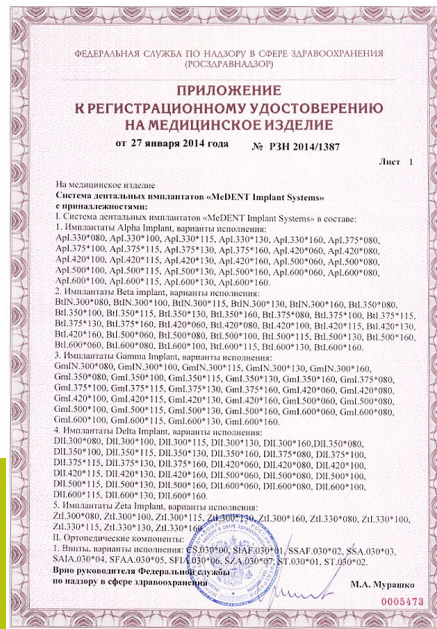 ФЕДЕРАЛЬНАЯ СЛУЖБА ПО НАДЗОРУ В СФЕРЕ ЗДРАВООХРАНЕНИЯ
(РОСЗДРАВНАДЗОР)
ПРИЛОЖЕНИЕ
К РЕГИСТРАЦИОННОМУ УДОСТОВЕРЕНИЮ
НА МЕДИЦИНСКОЕ ИЗДЕЛИЕ
от 27 января 2014 года № РЗН 2014/1387
Лист 1
На медицинское изделие
Система дентальных имплантатов «MeDENT Implant Systems»
с принадлежностями:
I. Система дентальных имплантатов «MeDENT Implant Systems» в составе:
1. Имплантаты Alpha Implant, варианты исполнения:
ApI.330*080, ApI.330*100, ApI.330*115, ApI.330*130, ApI.330*160, ApI.375*080,
ApI.375*100, ApI.375*115, ApI.375*130, ApI.375*160, ApI.420*060, ApI.420*080,
ApI.420*100, ApI.420*115, ApI.420*130, ApI.420*160, ApI.500*060, ApI.500*080,
ApI.500*100, ApI.500*115, ApI.500*130, ApI.500*160, ApI.600*060, ApI.600*080,
ApI.600*100, ApI.600*115, ApI.600*130, ApI.600*160.
2. Имплантаты Beta implant, варианты исполнения:
BtIN.300*080, BtIN.300*100, BtIN.300*115, BtIN.300*130, BtIN.300*160, BtI.350*080,
BtI.350*100, BtI.350*115, BtI.350*130, BtI.350*160, BtI.375*080, BtI.375*100, BtI.375*115,
BtI.375*130, BtI.375*160, BtI.420*060, BtI.420*080, BtI.420*100, BtI.420*115, BtI.420*130,
BtI.420*160, BtI.500*060, BtI.500*080, BtI.500*100, BtI.500*115, BtI.500*130, BtI.500*160,
BtI.600*060, BtI.600*080, BtI.600*100, BtI.600*115, BtI.600*130, BtI.600*160.
3. Имплантаты Gamma Implant, варианты исполнения:
GmIN.300*080, GmIN.300*100, GmIN.300*115, GmIN.300*130, GmIN.300*160,
GmI.350*080, GmI.350*100, GmI.350*115, GmI.350*130, GmI.350*160, GmI.375*080,
GmI.375*100, GmI.375*115, GmI.375*130, GmI.375*160, GmI.420*060, GmI.420*080,
GmI.420*100, GmI.420*115, GmI.420*130, GmI.420*160, GmI.500*060, GmI.500*080,
GmI.500*100, GmI.500*115, GmI.500*130, GmI.500*160, GmI.600*060, GmI.600*080,
GmI.600*100, GmI.600*115, GmI.600*130, GmI.600*160.
4. Имплантаты Delta Implant, варианты исполнения:
DlI.300*080, DlI.300*100, DlI.300*115, DlI.300*130, DlI.300*160,DlI.350*080,
DlI.350*100, DlI.350*115, DlI.350*130, DlI.350*160, DlI.375*080, DlI.375*100,
DlI.375*115, DlI.375*130, DlI.375*160, DlI.420*060, DlI.420*080, DlI.420*100,
DlI.420*115, DlI.420*130, DlI.420*160, DlI.500*060, DlI.500*080, DlI.500*100,
DlI.500*115, DlI.500*130, DlI.500*160, DlI.600*060, DlI.600*080, DlI.600*100,
DlI.600*115, DlI.600*130, DlI.600*160.
5. Имплантаты Zeta Implant, варианты исполнения:
ZtI.300*080, ZtI.300*100, ZtI.300*115, ZtI.300*130, ZtI.300*160, ZtI.330*080, ZtI.330*100,
ZtI.330*115, ZtI.330*130, ZtI.330*160.
II. Ортопедические компоненты:
1. Винты, варианты исполнения: CS.030*00, SIAF.030*01, SSAF.030*02, SSA.030*03,
SAIA.030*04, SFAA.030*05, SFIA.030*06, SZA.030*07, ST.030*01, ST.030*02.
Врио руководителя Федеральной службы
по надзору в сфере здравоохранения М.А. Мурашко
0005473